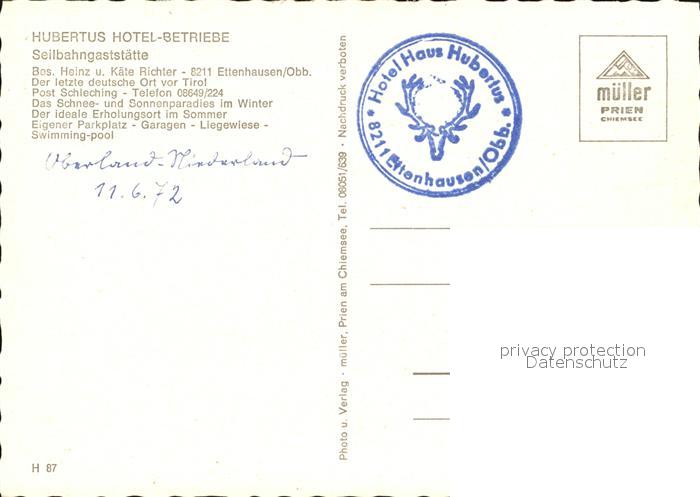 HUBERTUS HOTEL-BETRIEBE
Seilbahngaststätte
Bes. Heinz u. Käte Richter - 8211 Ettenhausen/Obb.
Der letzte deutsche Ort vor Tirol
Post Schleching - Telefon 08649/224
Das Schnee- und Sonnenparadies im Winter
Der ideale Erholungsort im Sommer
Eigener Parkplatz - Garagen - Liegewiese -
Swimming-pool
Oberland-Niederland
11.6.72
H 87
Photo u. Verlag · müller, Prien am Chiemsee, Tel. 08051/639 · Nachdruck verboten
* Hotel Haus Hubertus *
8211 Ettenhausen/Obb.
müller
PRIEN
CHIEMSEE
privacy protection
Datenschutz